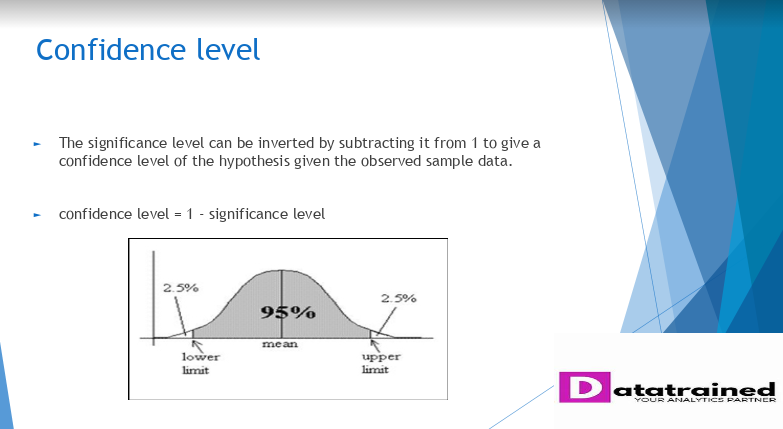 Confidence level
► The significance level can be inverted by subtracting it from 1 to give a
confidence level of the hypothesis given the observed sample data.
► confidence level = 1 - significance level
2.5%
2.5%
95%
mean
lower
limit
upper
limit
Datatrained
YOUR ANALYTICS PARTNER